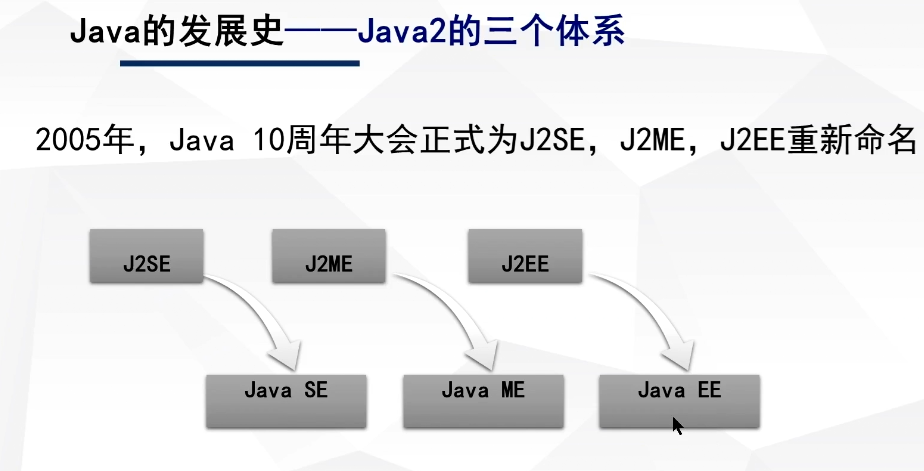 Java的发展史——Java2的三个体系
2005年，Java 10周年大会正式为J2SE，J2ME，J2EE重新命名
J2SE
J2ME
J2EE
Java SE
Java ME
Java EE